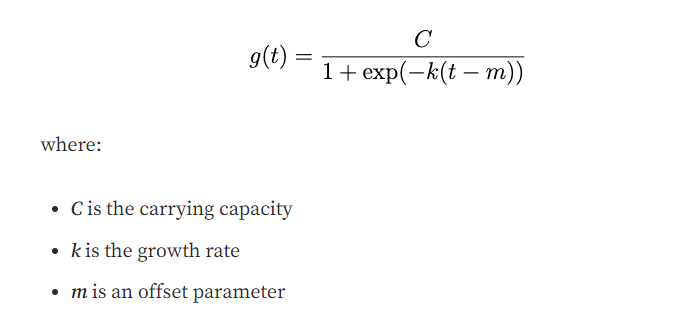 g(t) = C / (1 + exp(−k(t − m)))
where:
• C is the carrying capacity
• k is the growth rate
• m is an offset parameter